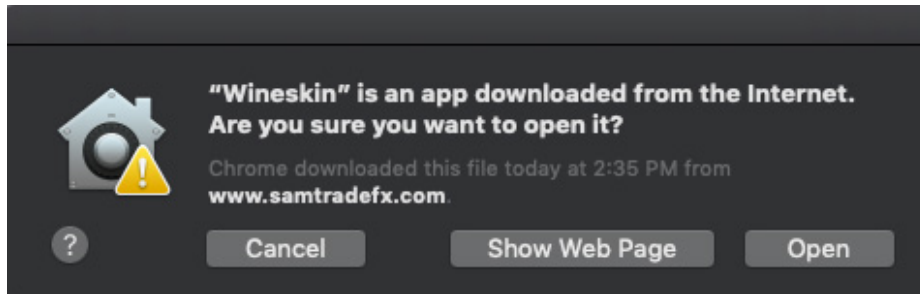 “Wineskin” is an app downloaded from the Internet.
Are you sure you want to open it?
Chrome downloaded this file today at 2:35 PM from
www.samtradefx.com.
?
Cancel
Show Web Page
Open